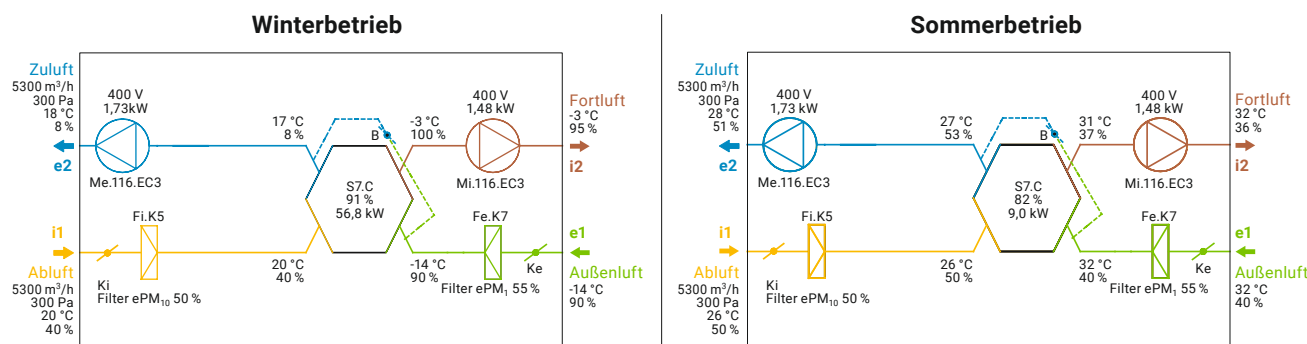 Winterbetrieb
Zuluft
5300 m³/h
300 Pa
18 °C
8 %
e2
400 V
1,73kW
Me.116.EC3
17 °C
8 %
B
-3 °C
100 %
400 V
1,48 kW
Mi.116.EC3
Fortluft
-3 °C
95 %
i2
S7.C
91 %
56,8 kW
i1
Abluft
5300 m³/h
300 Pa
20 °C
40 %
Fi.K5
Ki
Filter ePM₁₀ 50 %
20 °C
40 %
-14 °C
90 %
Fe.K7
Filter ePM₁ 55 %
Ke
e1
Außenluft
-14 °C
90 %
Sommerbetrieb
Zuluft
5300 m³/h
300 Pa
28 °C
51 %
e2
400 V
1,73 kW
Me.116.EC3
27 °C
53 %
B
31 °C
37 %
400 V
1,48 kW
Mi.116.EC3
Fortluft
32 °C
36 %
i2
S7.C
82 %
9,0 kW
i1
Abluft
5300 m³/h
300 Pa
26 °C
50 %
Fi.K5
Ki
Filter ePM₁₀ 50 %
26 °C
50 %
32 °C
40 %
Fe.K7
Filter ePM₁ 55 %
Ke
e1
Außenluft
32 °C
40 %